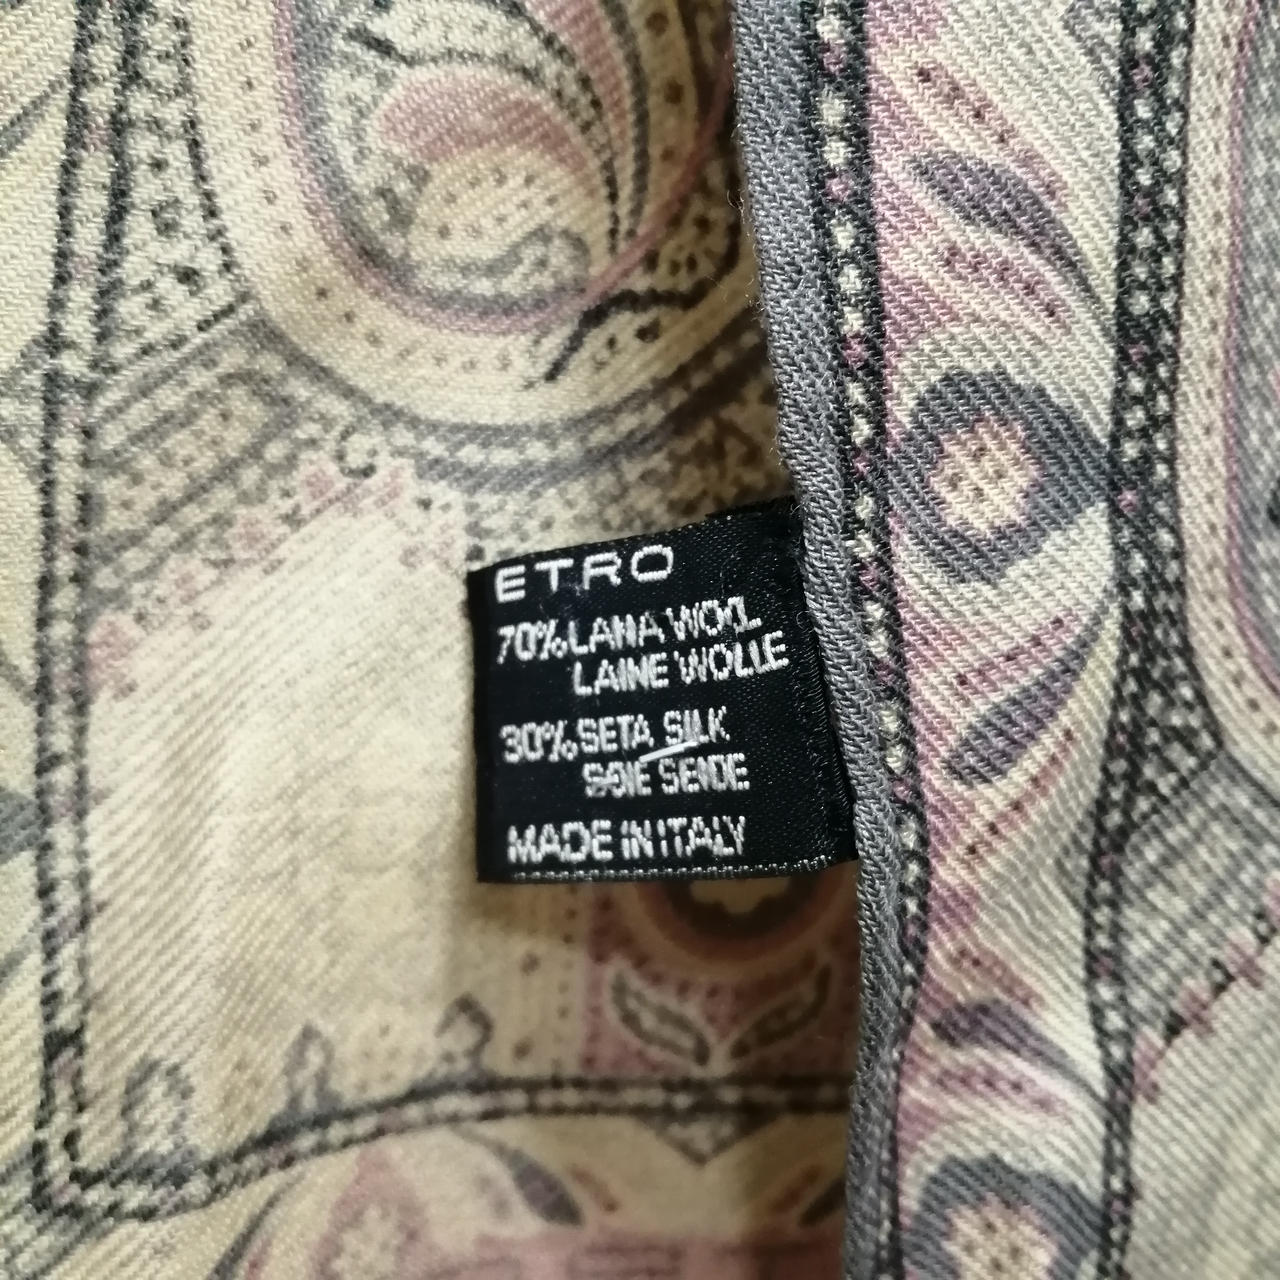 ETRO
70% LANA WOOL
LAINE WOLLE
30% SETA SILK
SOIE SEIDE
MADE IN ITALY